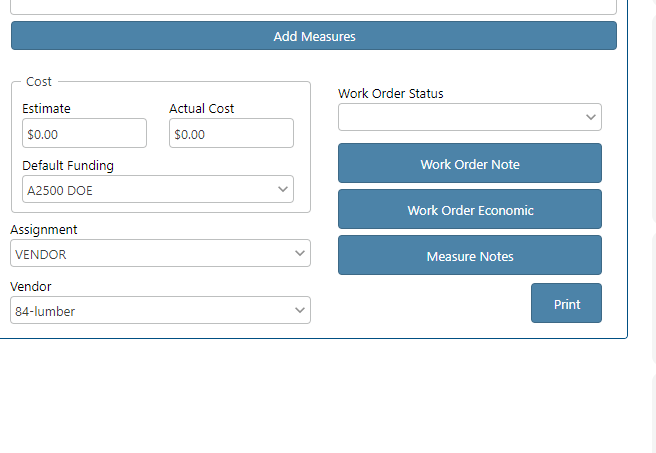 Add Measures
Cost
Estimate
Actual Cost
$0.00
$0.00
Default Funding
A2500 DOE
Assignment
VENDOR
Vendor
84-lumber
Work Order Status
Work Order Note
Work Order Economic
Measure Notes
Print